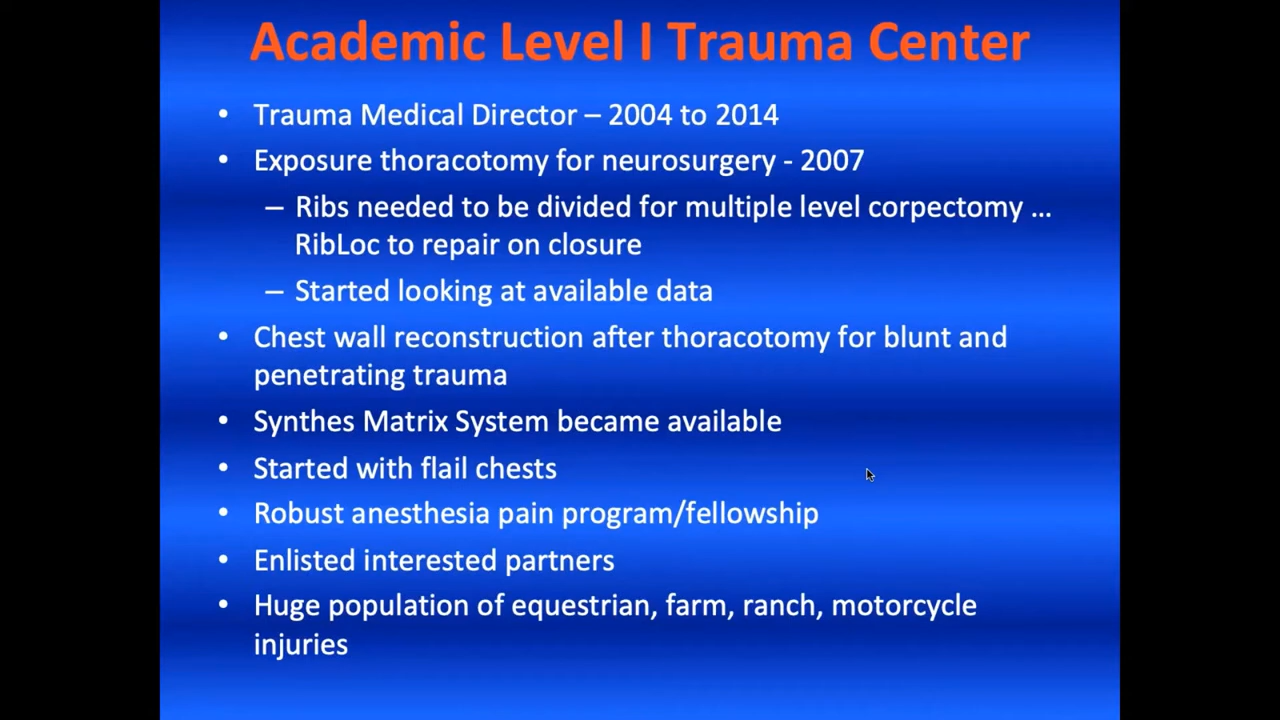 Academic Level I Trauma Center
• Trauma Medical Director – 2004 to 2014
• Exposure thoracotomy for neurosurgery - 2007
– Ribs needed to be divided for multiple level corpectomy ...
RibLoc to repair on closure
– Started looking at available data
• Chest wall reconstruction after thoracotomy for blunt and
penetrating trauma
• Synthes Matrix System became available
• Started with flail chests
• Robust anesthesia pain program/fellowship
• Enlisted interested partners
• Huge population of equestrian, farm, ranch, motorcycle
injuries